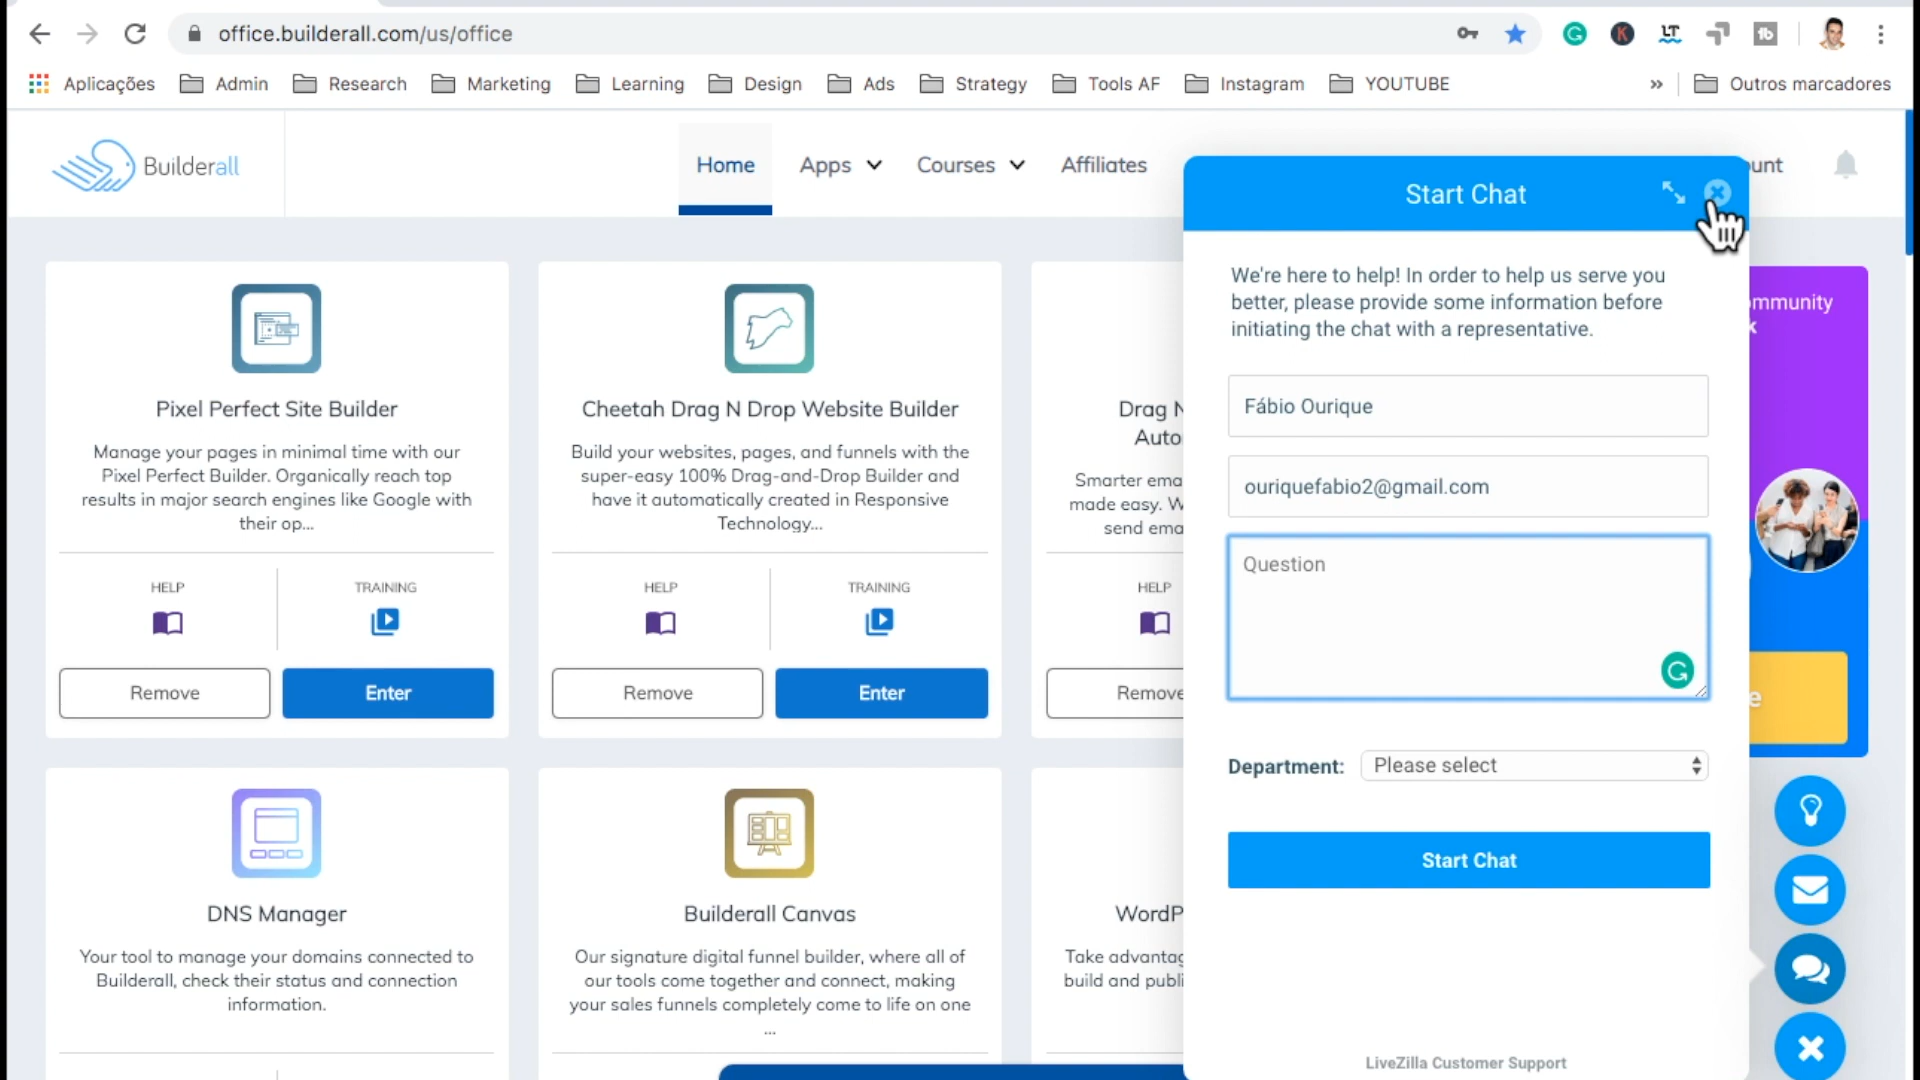 office.builderall.com/us/office
Aplicações
Admin
Research
Marketing
Learning
Design
Ads
Strategy
Tools AF
Instagram
YOUTUBE
»
Outros marcadores
Builderall
Home
Apps
Courses
Affiliates
unt
Start Chat
We're here to help! In order to help us serve you
better, please provide some information before
initiating the chat with a representative.
Fábio Ourique
ouriquefabio2@gmail.com
Question
Department:
Please select
Start Chat
LiveZilla Customer Support
Pixel Perfect Site Builder
Manage your pages in minimal time with our
Pixel Perfect Builder. Organically reach top
results in major search engines like Google with
their op...
HELP
TRAINING
Remove
Enter
Cheetah Drag N Drop Website Builder
Build your websites, pages, and funnels with the
super-easy 100% Drag-and-Drop Builder and
have it automatically created in Responsive
Technology...
HELP
TRAINING
Remove
Enter
Drag N
Auto
Smarter ema
made easy. W
send ema
HELP
Remove
mmunity
k
e
DNS Manager
Your tool to manage your domains connected to
Builderall, check their status and connection
information.
Builderall Canvas
Our signature digital funnel builder, where all of
our tools come together and connect, making
your sales funnels completely come to life on one
...
WordP
Take advantag
build and publi